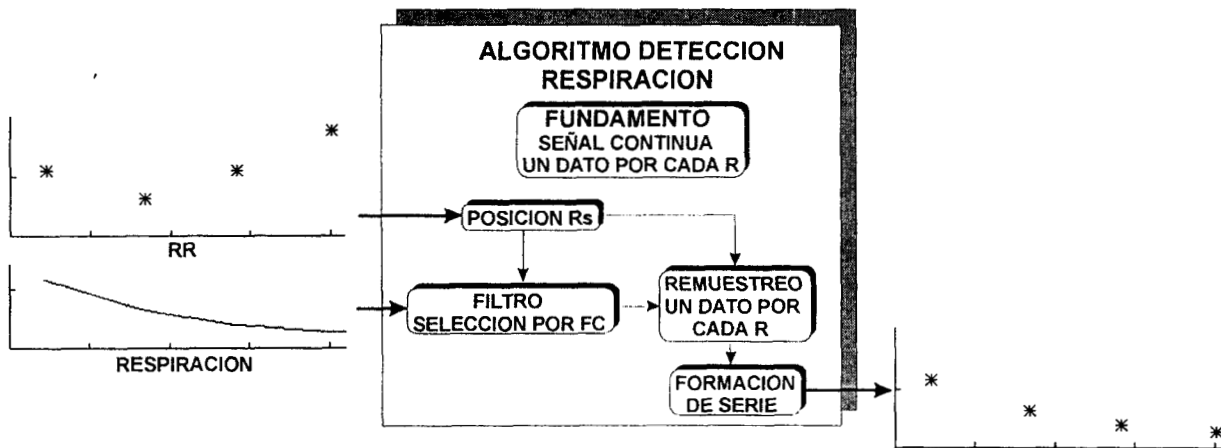 ALGORITMO DETECCION
RESPIRACION
FUNDAMENTO
SEÑAL CONTINUA
UN DATO POR CADA R
POSICION Rs
RR
FILTRO
SELECCION POR FC
REMUESTREO
UN DATO POR
CADA R
RESPIRACION
FORMACION
DE SERIE